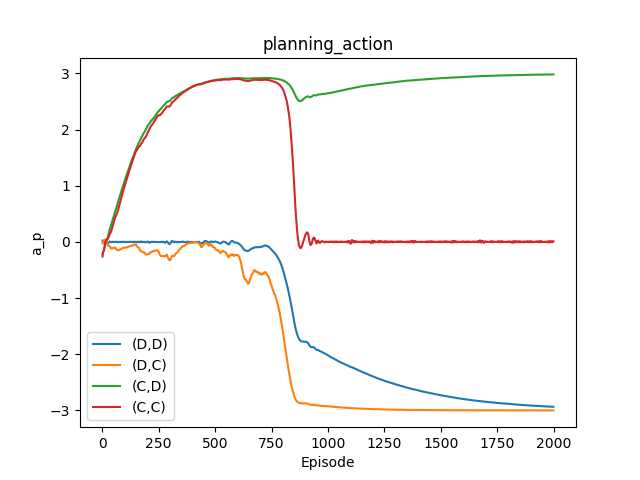 planning_action
3
2
1
0
−1
−2
−3
a_p
(D,D)
(D,C)
(C,D)
(C,C)
0 250 500 750 1000 1250 1500 1750 2000
Episode